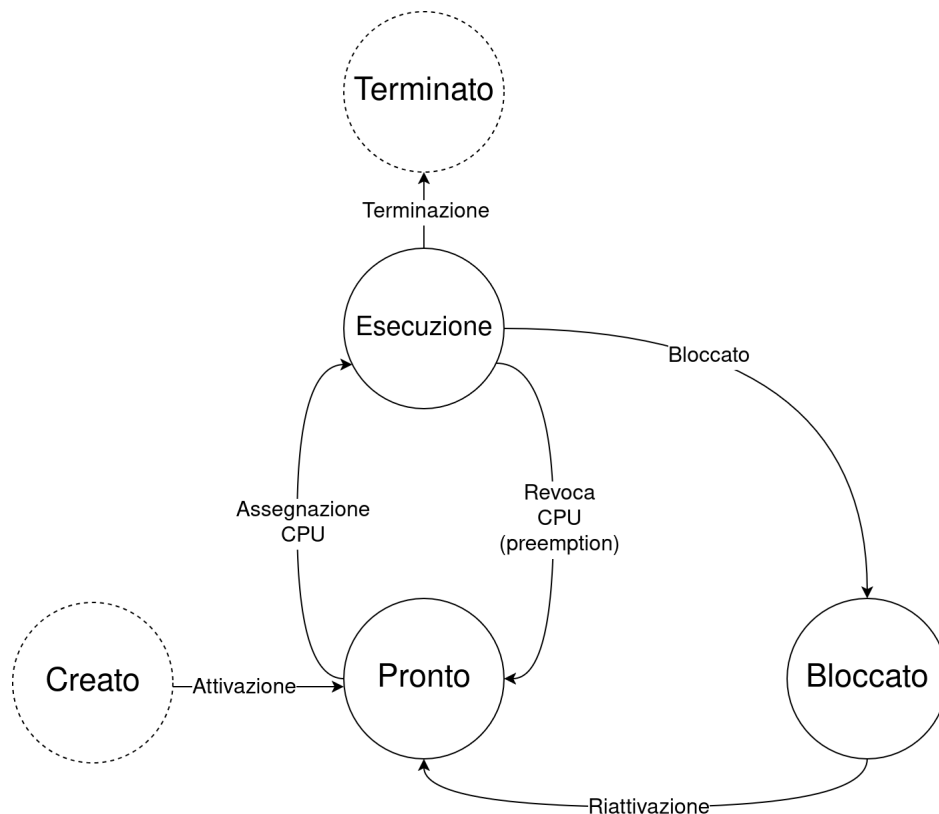 Terminato
Terminazione
Esecuzione
Bloccato
Assegnazione
CPU
Revoca
CPU
(preemption)
Creato
Attivazione
Pronto
Bloccato
Riattivazione